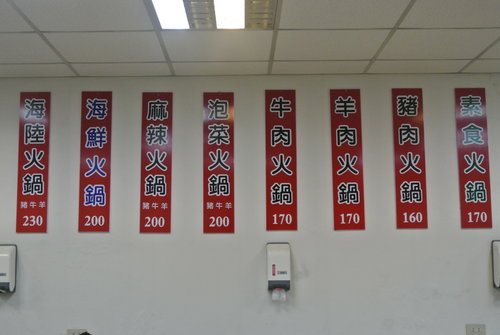 海陸火鍋
豬牛羊
230
海鮮火鍋
200
麻辣火鍋
豬牛羊
200
泡菜火鍋
豬牛羊
200
牛肉火鍋
170
羊肉火鍋
170
豬肉火鍋
160
素食火鍋
170